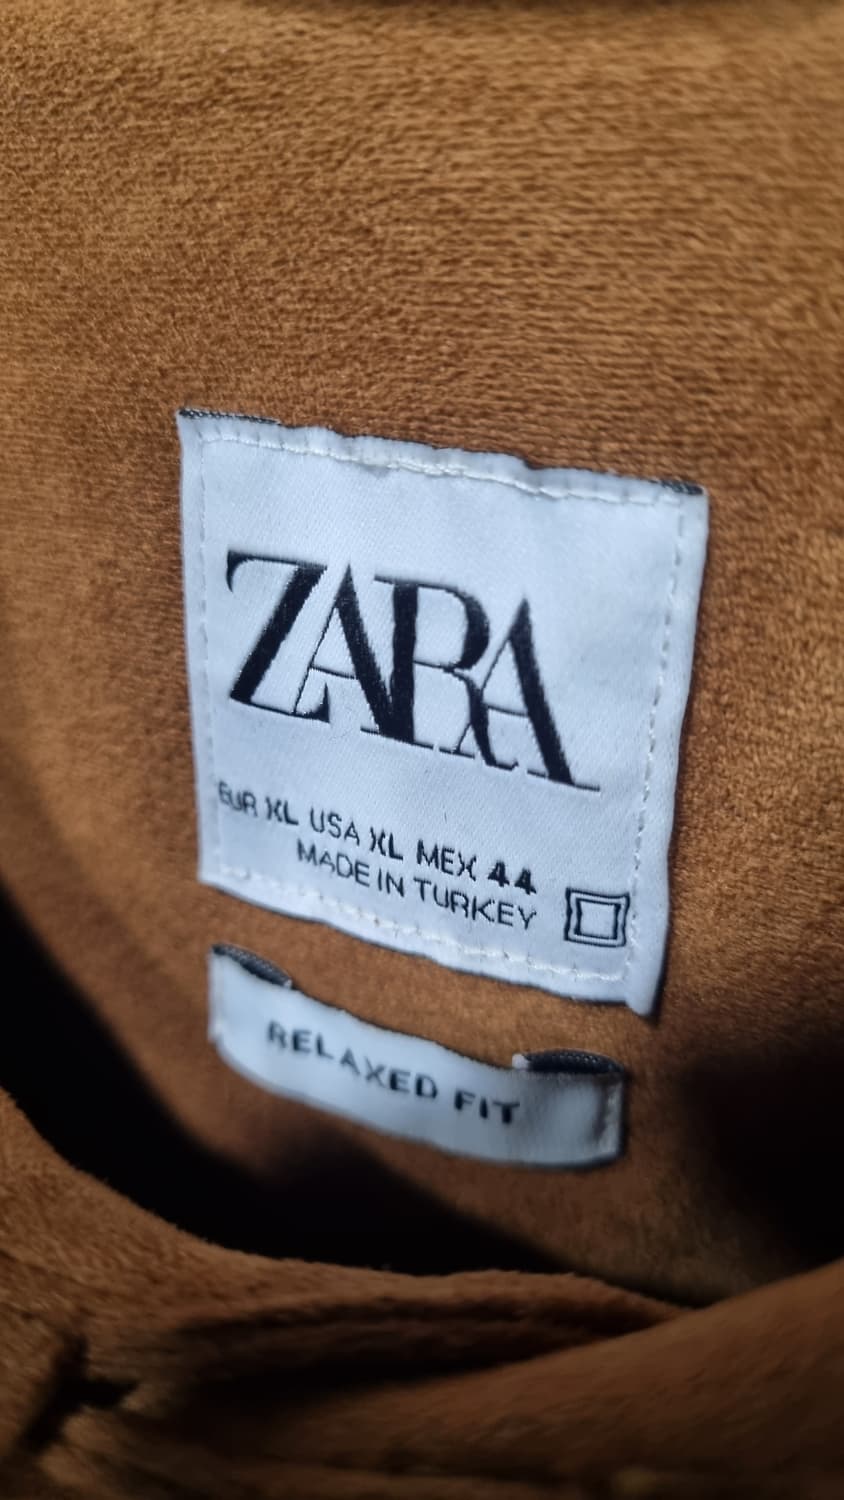 ZARA
EUR XL USA XL MEX 44
MADE IN TURKEY
RELAXED FIT